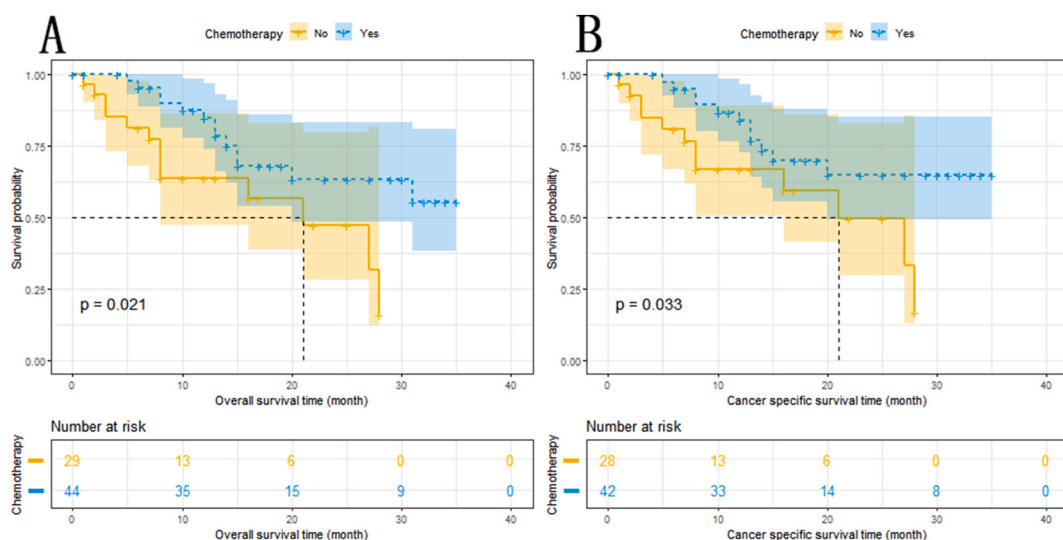 A
Chemotherapy No Yes
Survival probability
1.00
0.75
0.50
0.25
0.00
p = 0.021
0 10 20 30 40
Overall survival time (month)
Number at risk
Chemotherapy
29 13 6 0 0
44 35 15 9 0
0 10 20 30 40
Overall survival time (month)
B
Chemotherapy No Yes
Survival probability
1.00
0.75
0.50
0.25
0.00
p = 0.033
0 10 20 30 40
Cancer specific survival time (month)
Number at risk
Chemotherapy
28 13 6 0 0
42 33 14 8 0
0 10 20 30 40
Cancer specific survival time (month)